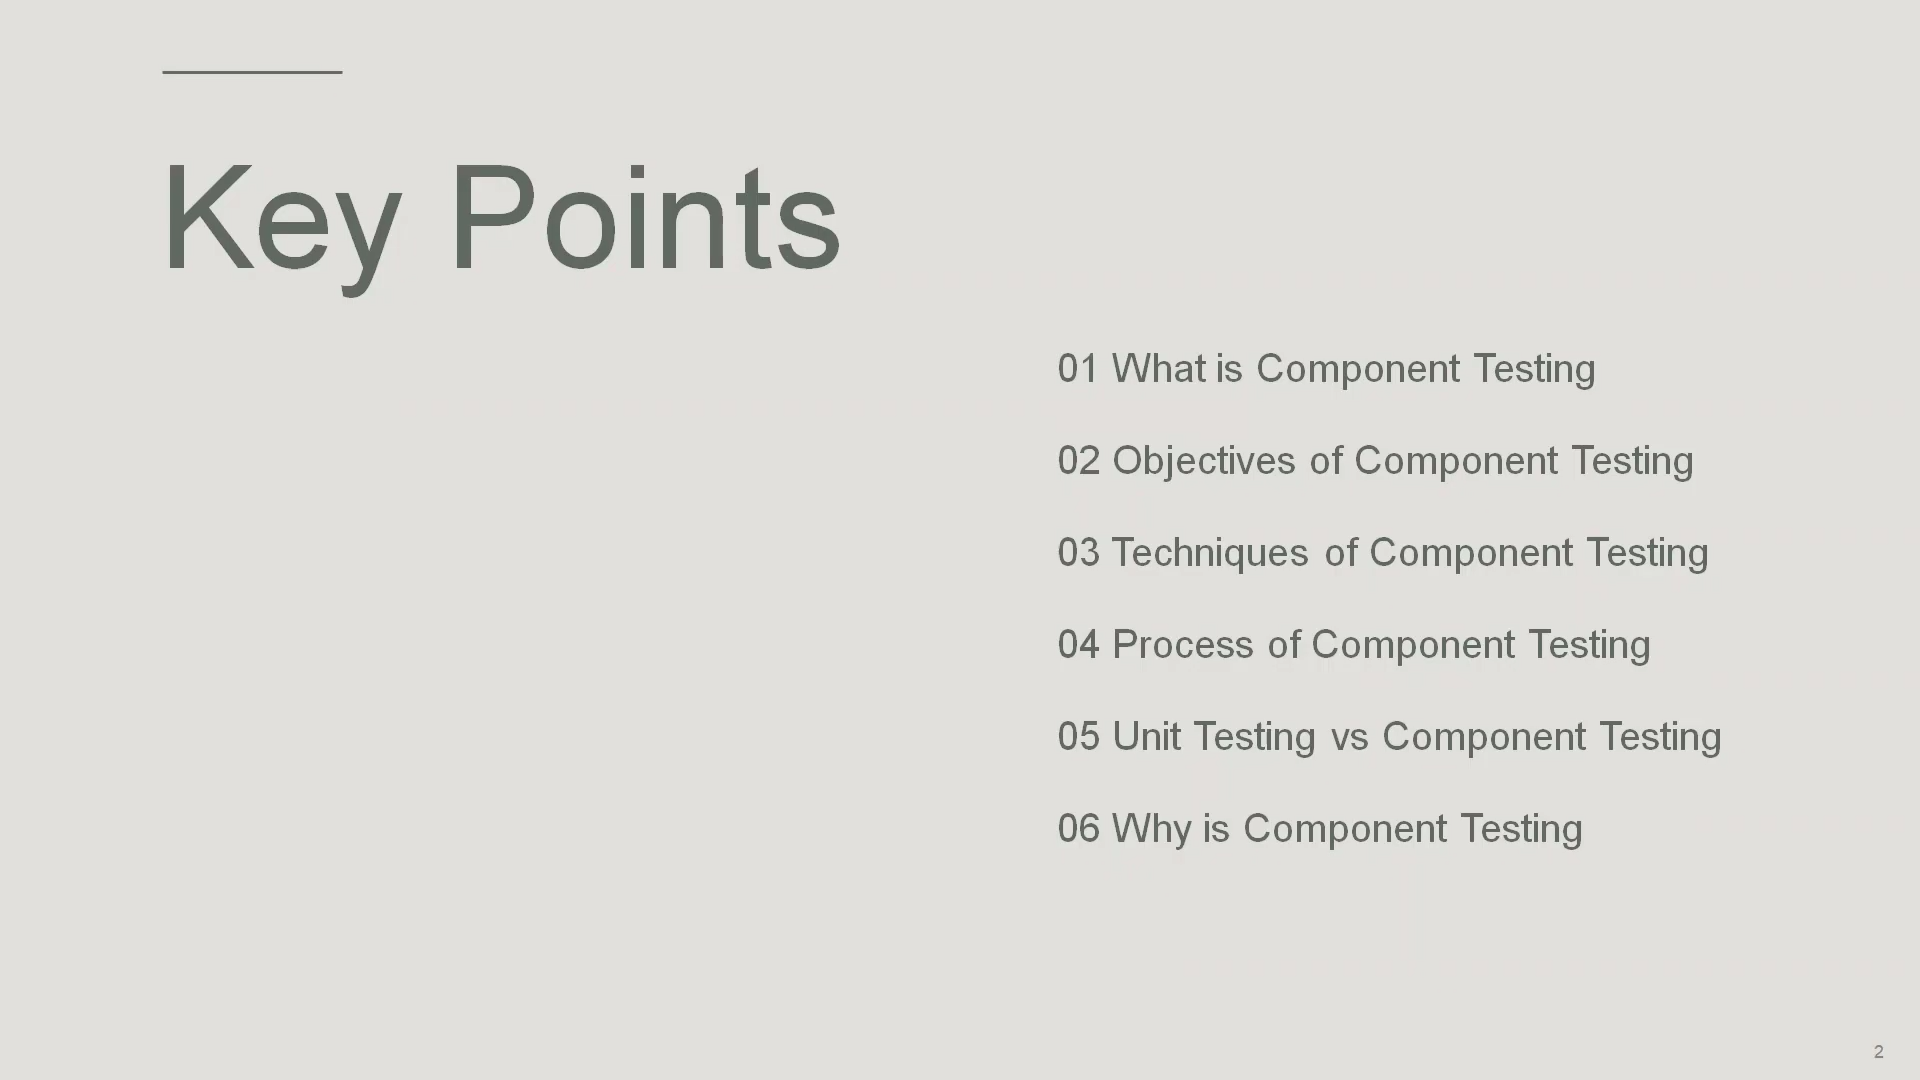 Key Points
01 What is Component Testing
02 Objectives of Component Testing
03 Techniques of Component Testing
04 Process of Component Testing
05 Unit Testing vs Component Testing
06 Why is Component Testing
2